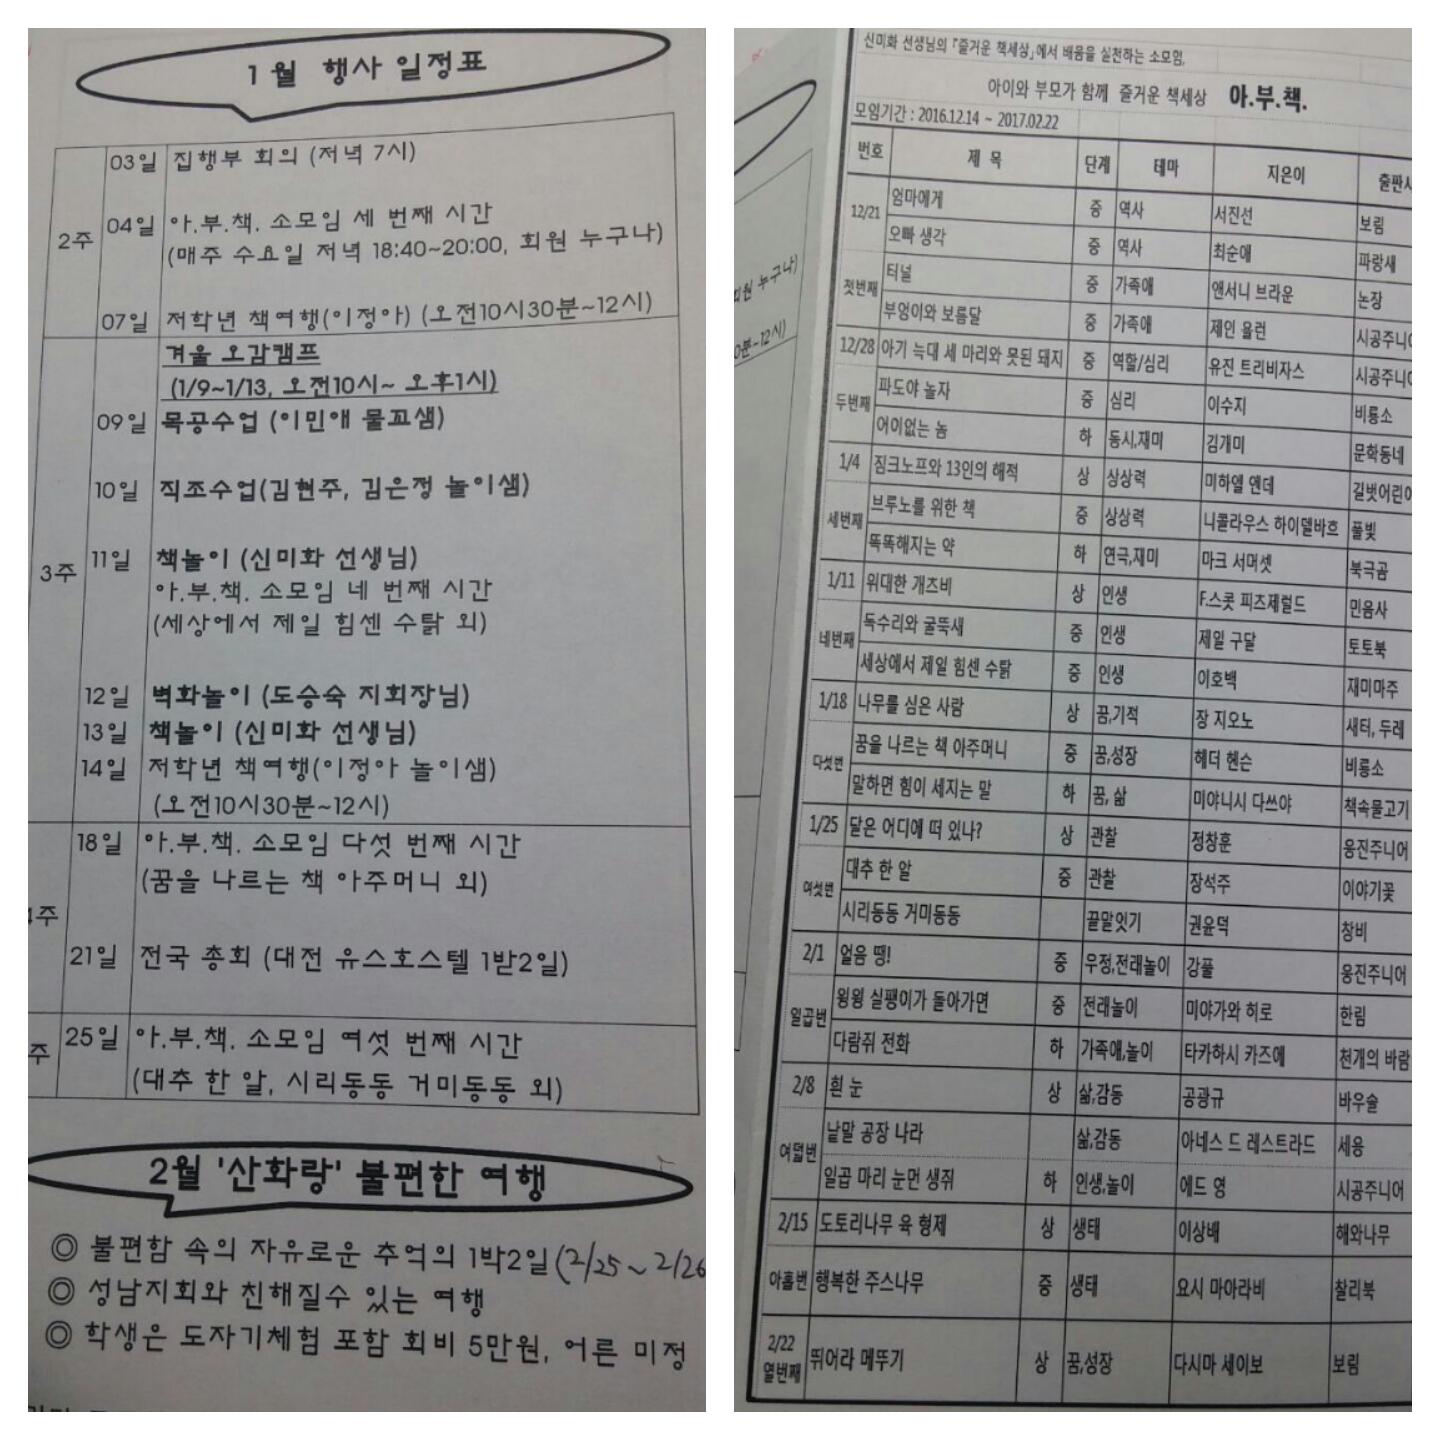 1월 행사 일정표
2주
03일 집행부 회의 (저녁 7시)
04일 아.부.책. 소모임 세 번째 시간
(매주 수요일 저녁 18:40~20:00, 회원 누구나)
07일 저학년 책여행(이정아) (오전10시30분~12시)
3주
겨울 오감캠프
(1/9~1/13, 오전10시~ 오후1시)
09일 목공수업 (이민애 물꼬샘)
10일 직조수업(김현주, 김은정 놀이샘)
11일 책놀이 (신미화 선생님)
아.부.책. 소모임 네 번째 시간
(세상에서 제일 힘센 수탉 외)
12일 벽화놀이 (도승숙 지회장님)
13일 책놀이 (신미화 선생님)
14일 저학년 책여행(이정아 놀이샘)
(오전10시30분~12시)
4주
18일 아.부.책. 소모임 다섯 번째 시간
(꿈을 나르는 책 아주머니 외)
21일 전국 총회 (대전 유스호스텔 1박2일)
주
25일 아.부.책. 소모임 여섯 번째 시간
(대추 한 알, 시리동동 거미동동 외)
2월 '산화랑' 불편한 여행
◎ 불편함 속의 자유로운 추억의 1박2일(2/25~2/26
◎ 성남지회와 친해질수 있는 여행
◎ 학생은 도자기체험 포함 회비 5만원, 어른 미정
회원 누구나)
0분~12시)
신미화 선생님의 「즐거운 책세상」에서 배움을 실천하는 소모임,
아이와 부모가 함께 즐거운 책세상 아.부.책.
모임기간 : 2016.12.14 ~ 2017.02.22
번호 제 목 단계 테마 지은이 출판사
12/21 엄마에게 중 역사 서진선 보림
오빠 생각 중 역사 최순애 파랑새
첫번째 터널 중 가족애 앤서니 브라운 논장
부엉이와 보름달 중 가족애 제인 욜런 시공주니어
12/28 아기 늑대 세 마리와 못된 돼지 중 역할/심리 유진 트리비자스 시공주니어
두번째 파도야 놀자 중 심리 이수지 비룡소
어이없는 놈 하 동시,재미 김개미 문학동네
1/4 짐크노프와 13인의 해적 상 상상력 미하엘 엔데 길벗어린이
세번째 브루노를 위한 책 중 상상력 니콜라우스 하이델바흐 풀빛
똑똑해지는 약 하 연극,재미 마크 서머셋 북극곰
1/11 위대한 개츠비 상 인생 F.스콧 피츠제럴드 민음사
네번째 독수리와 굴뚝새 중 인생 제일 구달 토토북
세상에서 제일 힘센 수탉 중 인생 이호백 재미마주
1/18 나무를 심은 사람 상 꿈,기적 장 지오노 새터, 두레
다섯번 꿈을 나르는 책 아주머니 중 꿈,성장 헤더 헨슨 비룡소
말하면 힘이 세지는 말 하 꿈, 삶 미야니시 다쓰야 책속물고기
1/25 달은 어디에 떠 있나? 상 관찰 정창훈 웅진주니어
여섯번 대추 한 알 중 관찰 장석주 이야기꽃
시리동동 거미동동 끝말잇기 권윤덕 창비
2/1 얼음 땡! 중 우정,전래놀이 강풀 웅진주니어
일곱번 윙윙 실팽이가 돌아가면 중 전래놀이 미야가와 히로 한림
다람쥐 전화 하 가족애,놀이 타카하시 카즈에 천개의 바람
2/8 흰 눈 상 삶,감동 공광규 바우솔
여덟번 낱말 공장 나라 삶,감동 아네스 드 레스트라드 세용
일곱 마리 눈먼 생쥐 하 인생,놀이 에드 영 시공주니어
2/15 도토리나무 육 형제 상 생태 이상배 해와나무
아홉번 행복한 주스나무 중 생태 요시 마아라비 찰리북
2/22 열번째 뛰어라 메뚜기 상 꿈,성장 다시마 세이보 보림